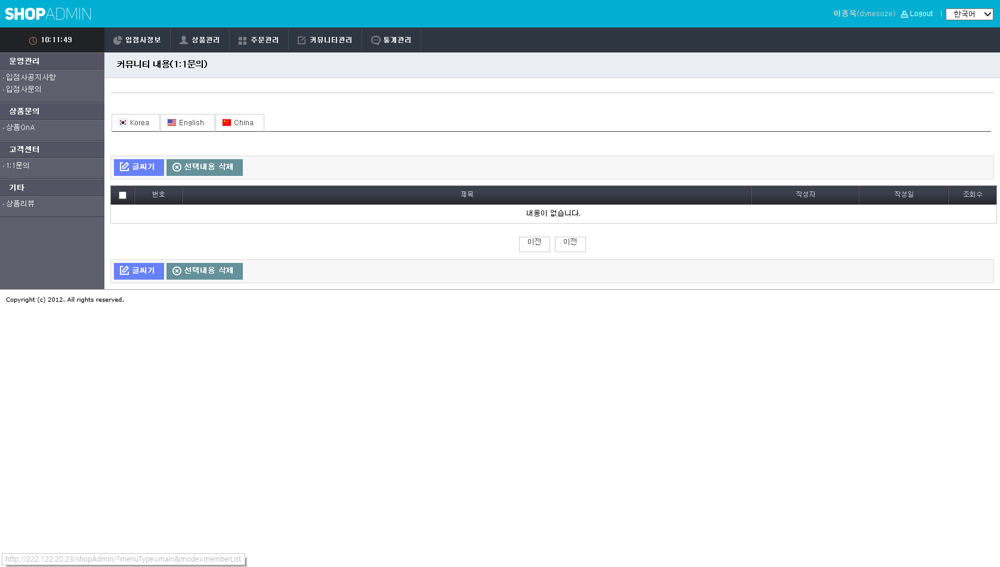 SHOPADMIN
이종욱(dynesoze) Logout | 한국어
10:11:49
입점사정보 상품관리 주문관리 커뮤니티관리 통계관리
운영관리
·입점사공지사항
·입점사문의
상품문의
·상품QnA
고객센터
·1:1문의
기타
·상품리뷰
커뮤니티 내용(1:1문의)
Korea English China
글씨기 선택내용 삭제
번호 제목 작성자 작성일 조회수
내용이 없습니다.
이전 이전
글씨기 선택내용 삭제
Copyright (c) 2012. All rights reserved.
http://222.122.20.23/shopAdmin/?menuType=main&mode=memberList